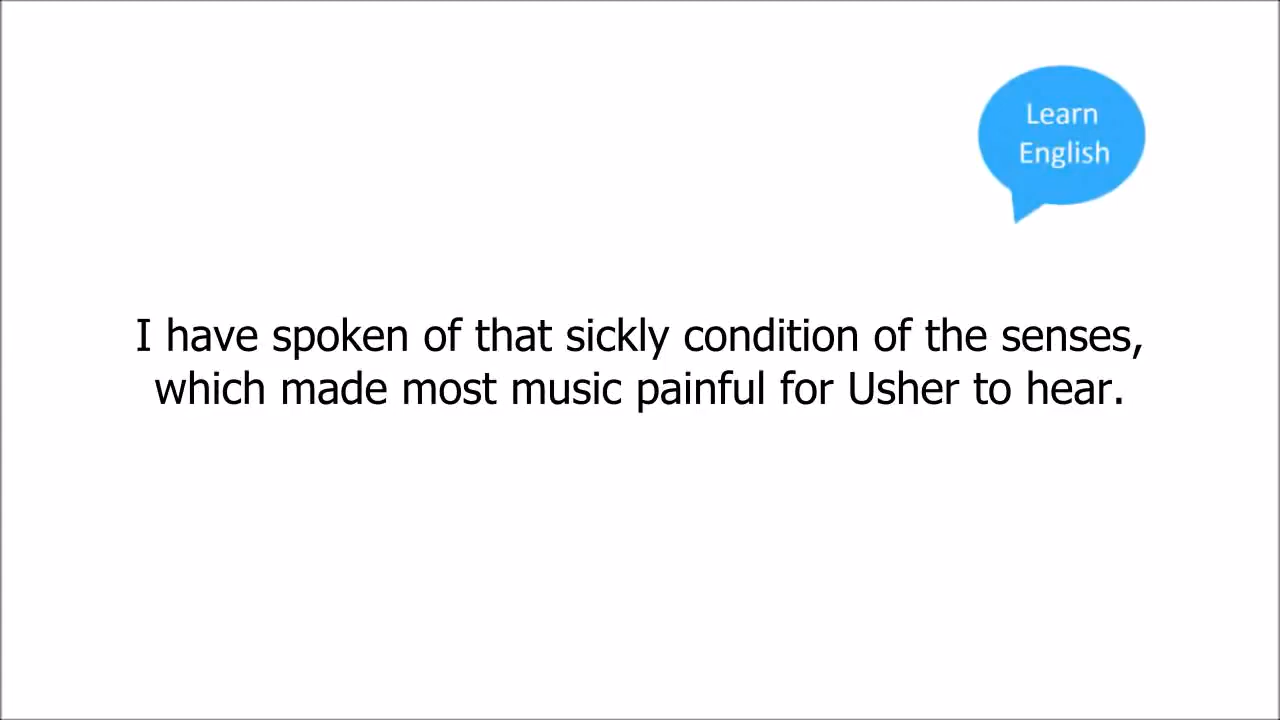 Learn
English
I have spoken of that sickly condition of the senses,
which made most music painful for Usher to hear.